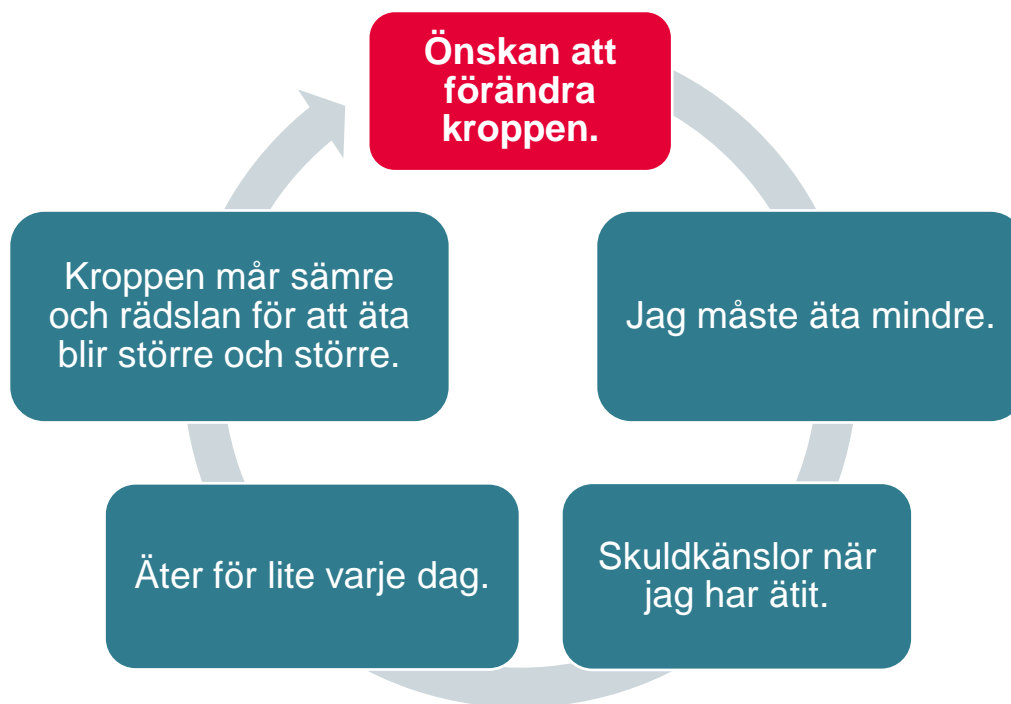 Önskan att
förändra
kroppen.
Jag måste äta mindre.
Skuldkänslor när
jag har ätit.
Äter för lite varje dag.
Kroppen mår sämre
och rädslan för att äta
blir större och större.